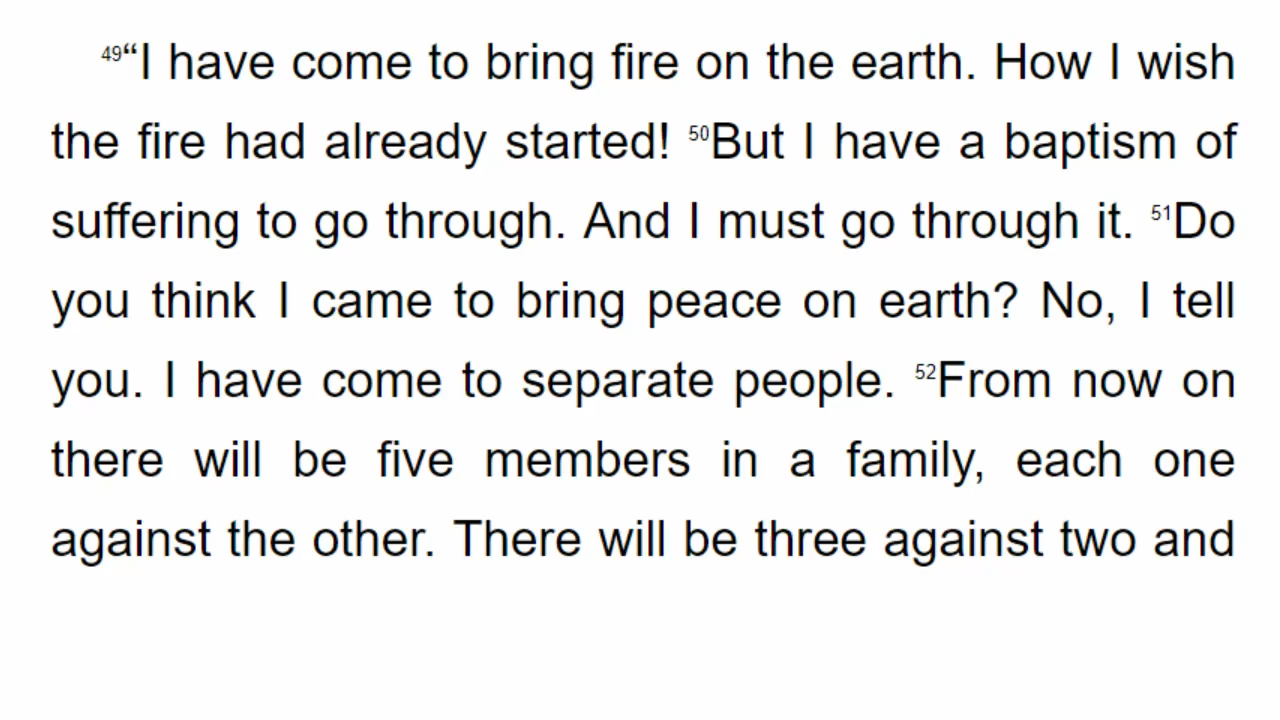 49“I have come to bring fire on the earth. How I wish
the fire had already started! 50But I have a baptism of
suffering to go through. And I must go through it. 51Do
you think I came to bring peace on earth? No, I tell
you. I have come to separate people. 52From now on
there will be five members in a family, each one
against the other. There will be three against two and